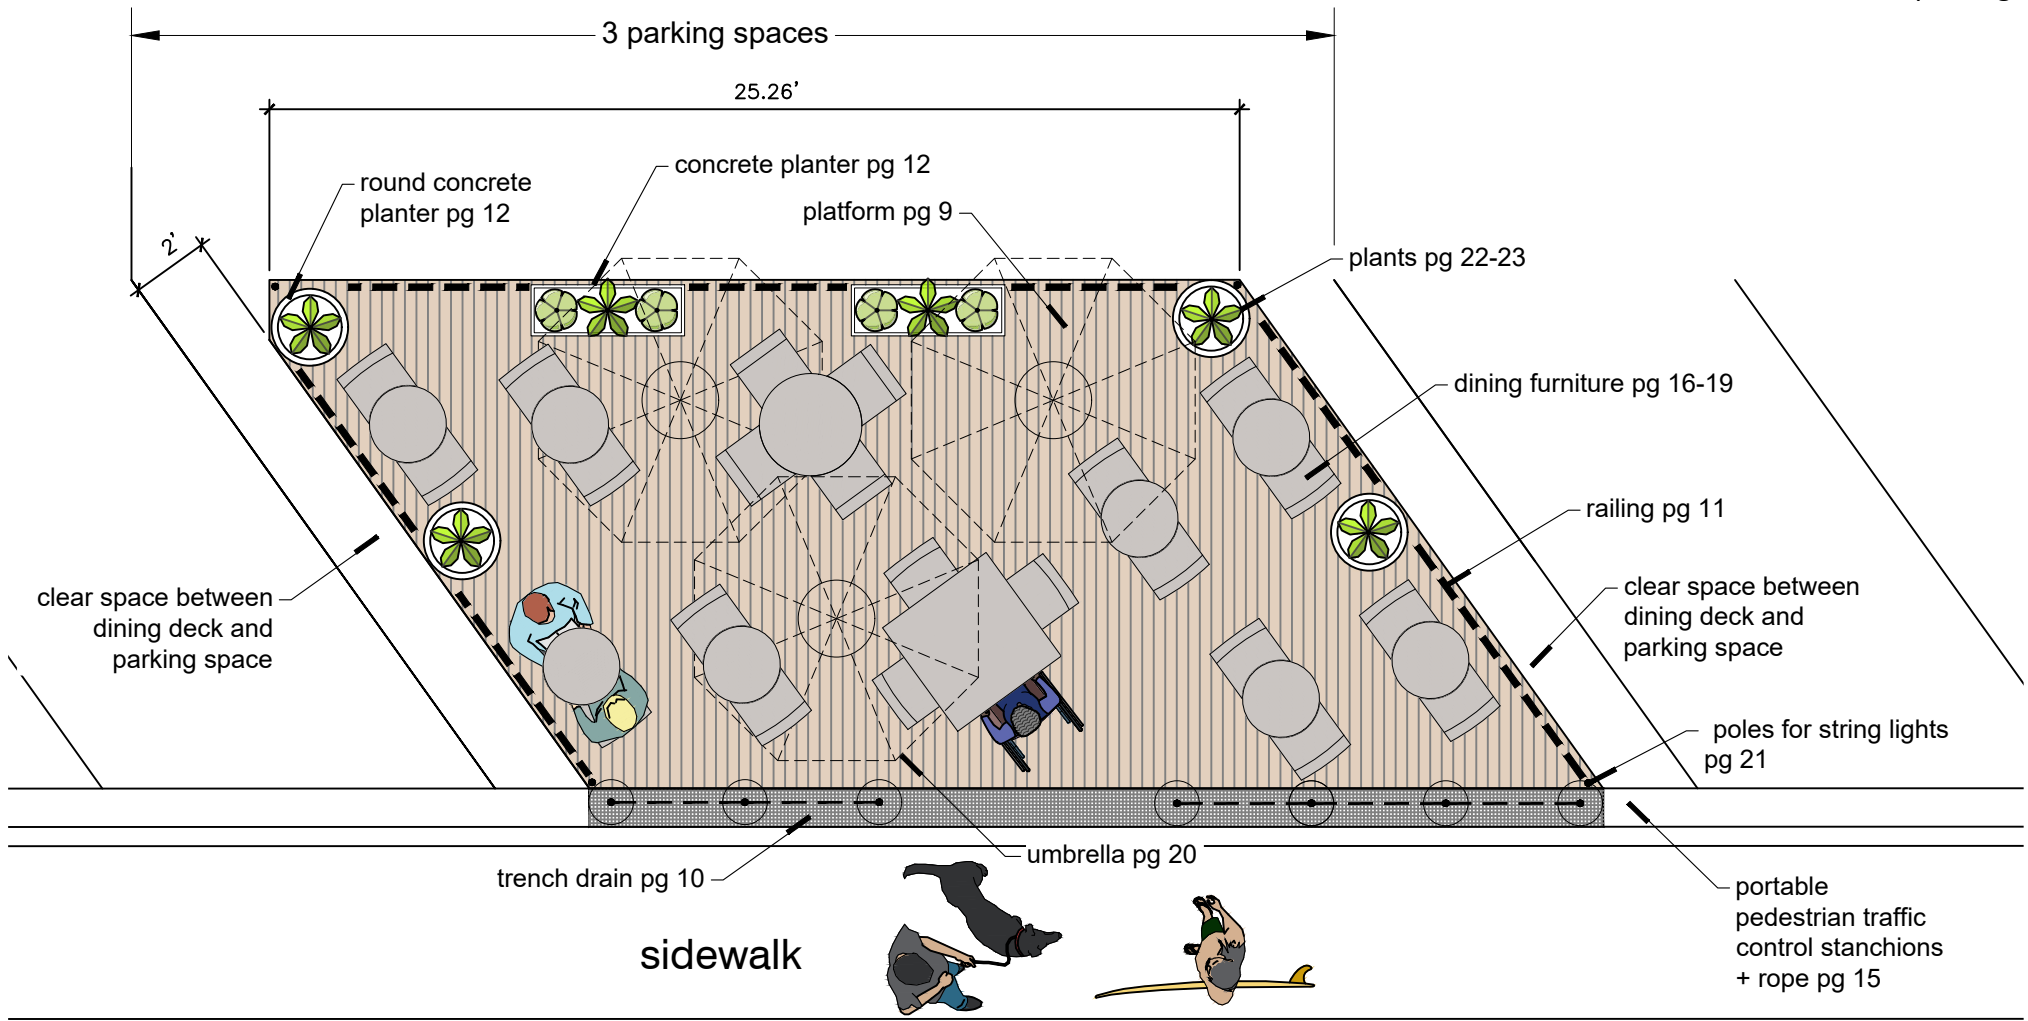 3 parking spaces
25.26'
concrete planter pg 12
round concrete
planter pg 12
platform pg 9
2'
plants pg 22-23
dining furniture pg 16-19
railing pg 11
clear space between
dining deck and
parking space
clear space between
dining deck and
parking space
poles for string lights
pg 21
umbrella pg 20
trench drain pg 10
portable
pedestrian traffic
control stanchions
+ rope pg 15
sidewalk